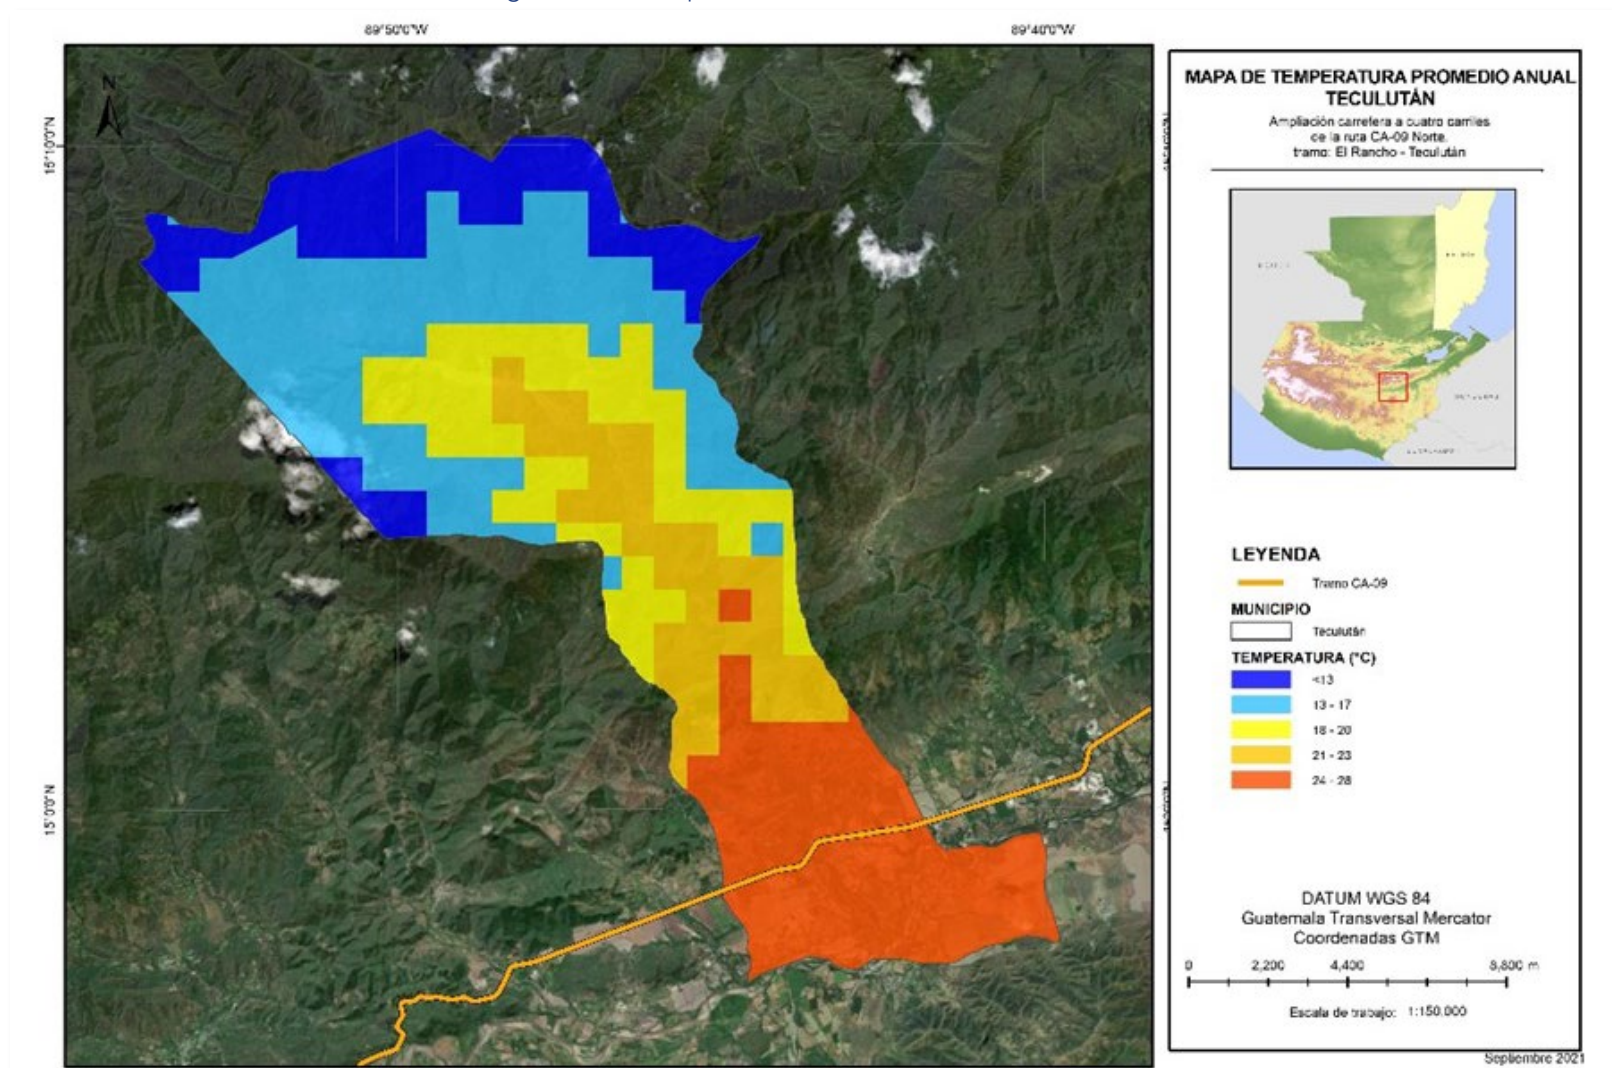 89°50'0"W
89°40'0"W
N
15°0'0"N
MAPA DE TEMPERATURA PROMEDIO ANUAL
TECULUTÁN
Ampliación carretera a cuatro carriles
de la ruta CA-09 Norte.
tramo: El Rancho - Teculután
LEYENDA
Tramo CA-09
MUNICIPIO
Teculután
TEMPERATURA (°C)
<13
13 - 17
18 - 20
21 - 23
24 - 28
DATUM WGS 84
Guatemala Transversal Mercator
Coordenadas GTM
0 2,200 4,400 8,800 m
Escala de trabajo: 1:150,000
Septiembre 2021